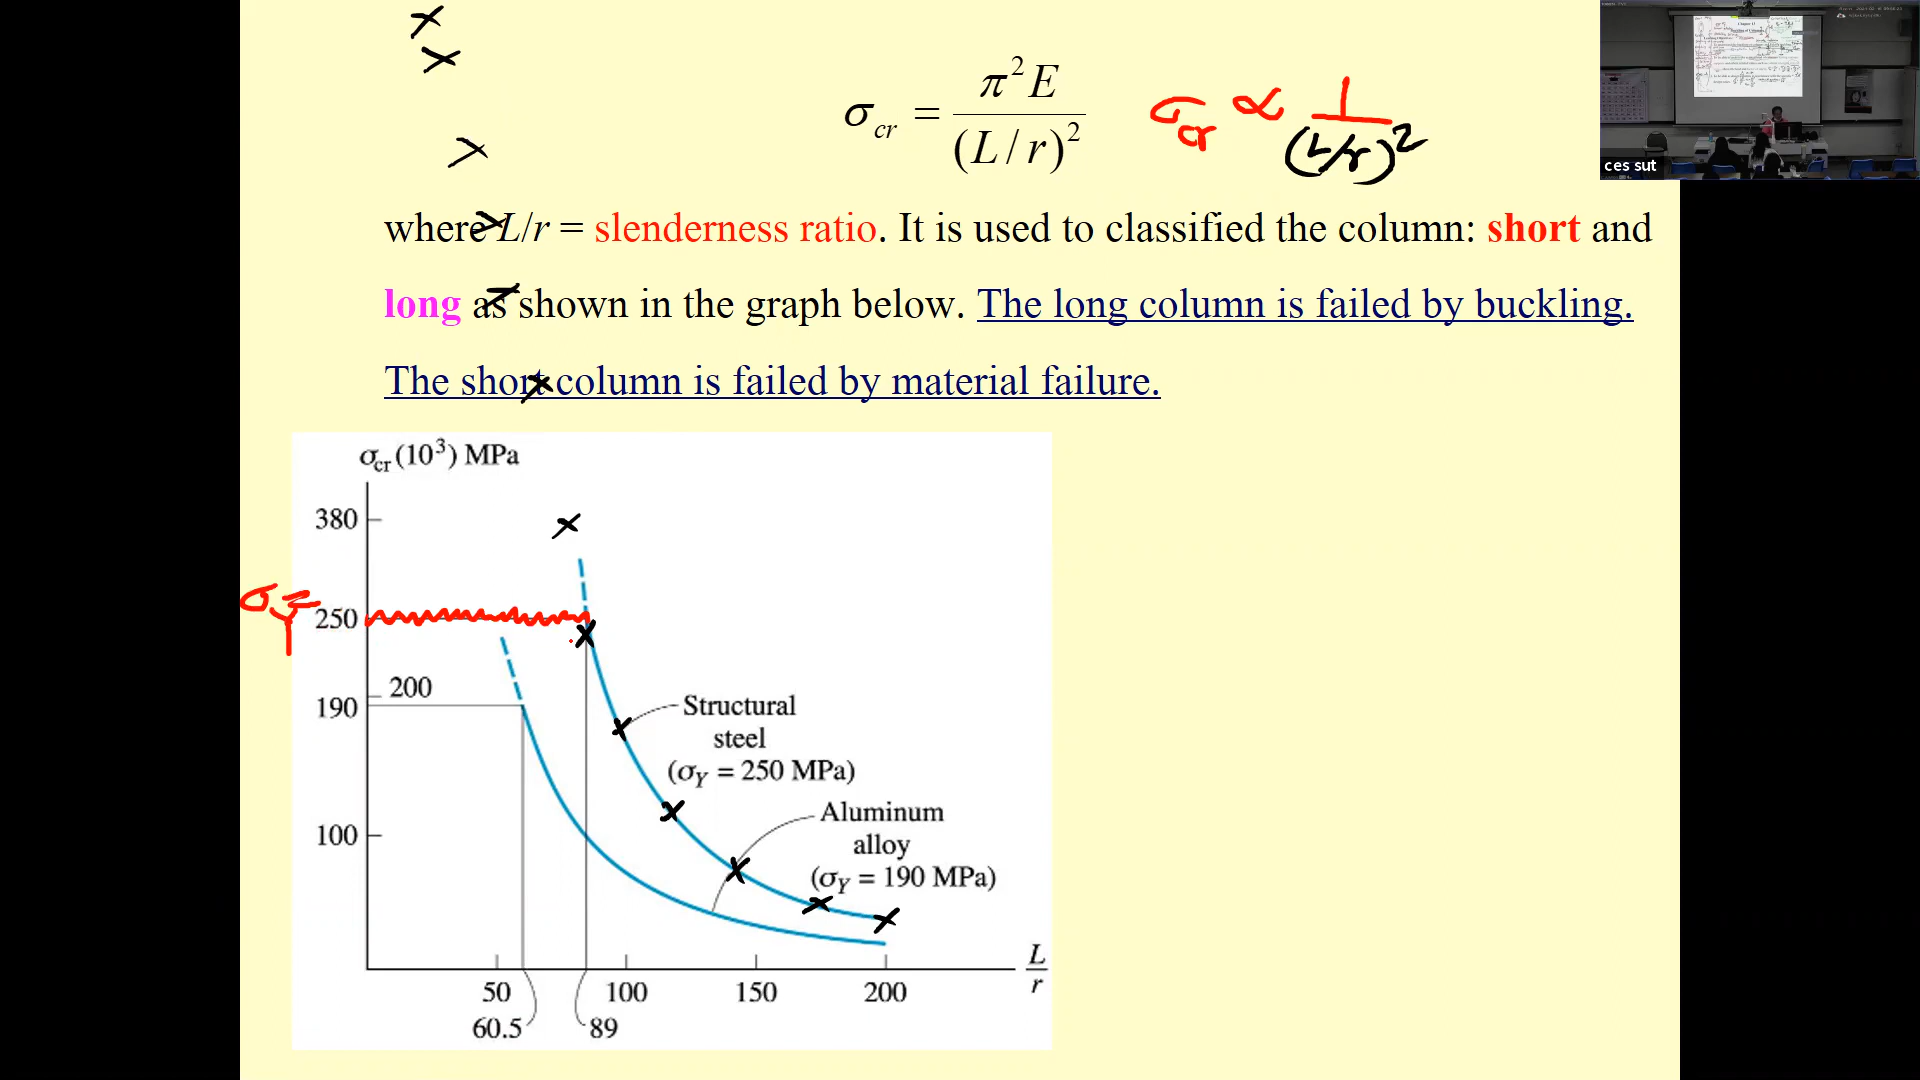 σcr = π²E / (L / r)²
σcr ∝ 1 / (L/r)²
where L/r = slenderness ratio. It is used to classified the column: short and
long as shown in the graph below. The long column is failed by buckling.
The short column is failed by material failure.
σcr (10³) MPa
380
σY
250
200
190
100
Structural
steel
(σY = 250 MPa)
Aluminum
alloy
(σY = 190 MPa)
L/r
50
100
150
200
60.5
89
ces sut